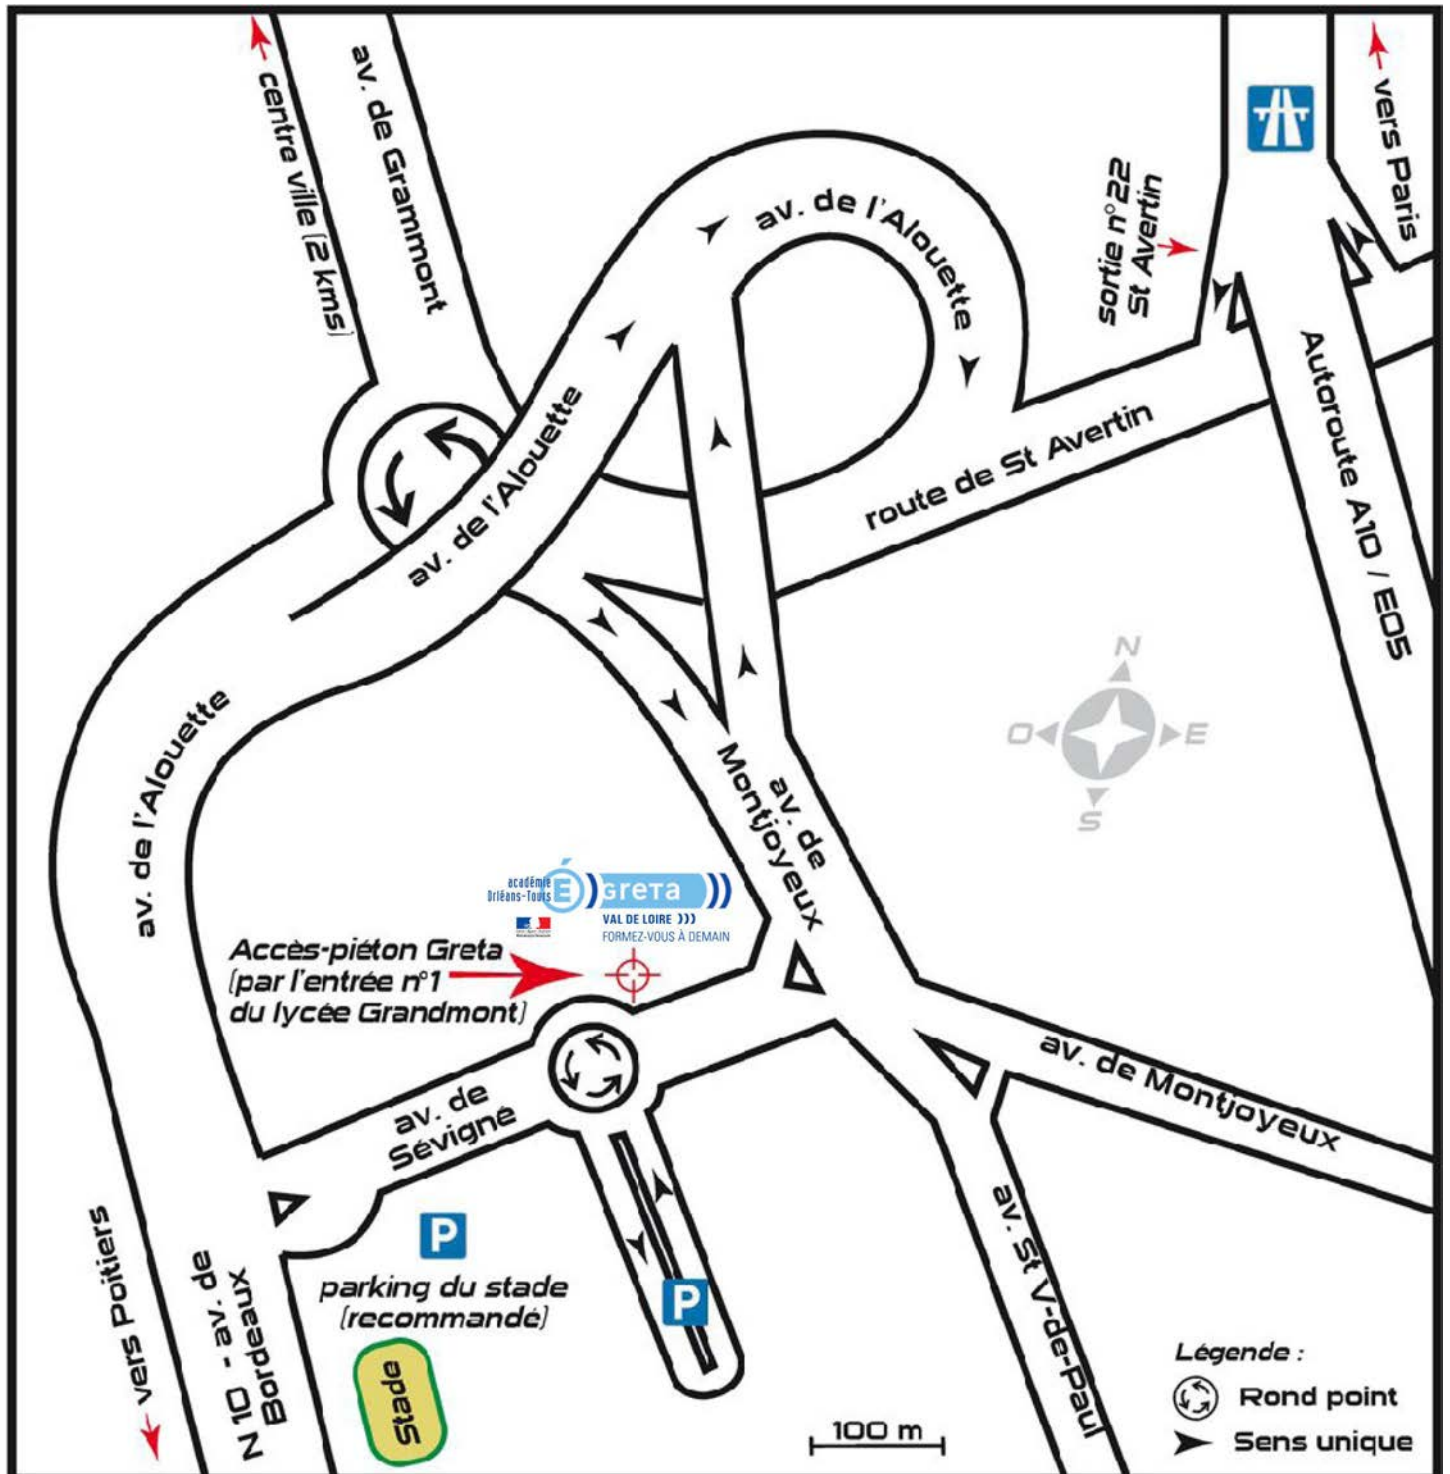 centre ville (2 kms)
av. de Grammont
av. de l'Alouette
sortie n°22
St Avertin
vers Paris
av. de l'Alouette
route de St Avertin
Autoroute A10 / E05
av. de l'Alouette
N
O
E
S
av. de
Montjoyeux
académie
Orléans-Tours
É
GRETA
VAL DE LOIRE )))
FORMEZ-VOUS À DEMAIN
Accès-piéton Greta
(par l'entrée n°1
du lycée Grandmont)
av. de
Sévigné
av. de Montjoyeux
av. St V-de-Paul
P
parking du stade
(recommandé)
P
Stade
vers Poitiers
N 10 - av. de
Bordeaux
100 m
Légende :
Rond point
Sens unique